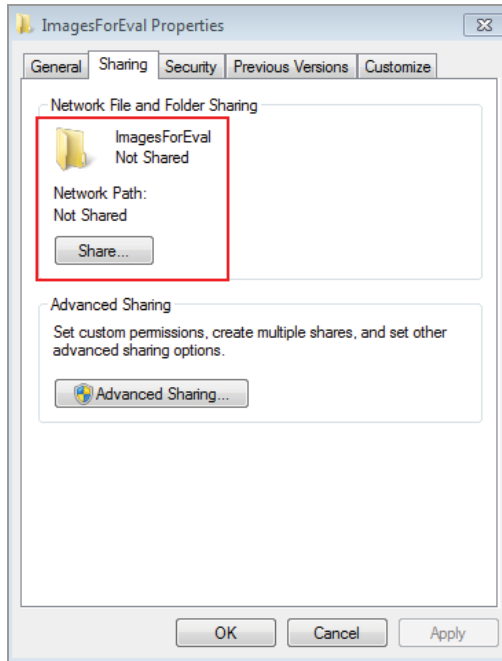 ImagesForEval Properties
General
Sharing
Security
Previous Versions
Customize
Network File and Folder Sharing
ImagesForEval
Not Shared
Network Path:
Not Shared
Share...
Advanced Sharing
Set custom permissions, create multiple shares, and set other
advanced sharing options.
Advanced Sharing...
OK
Cancel
Apply